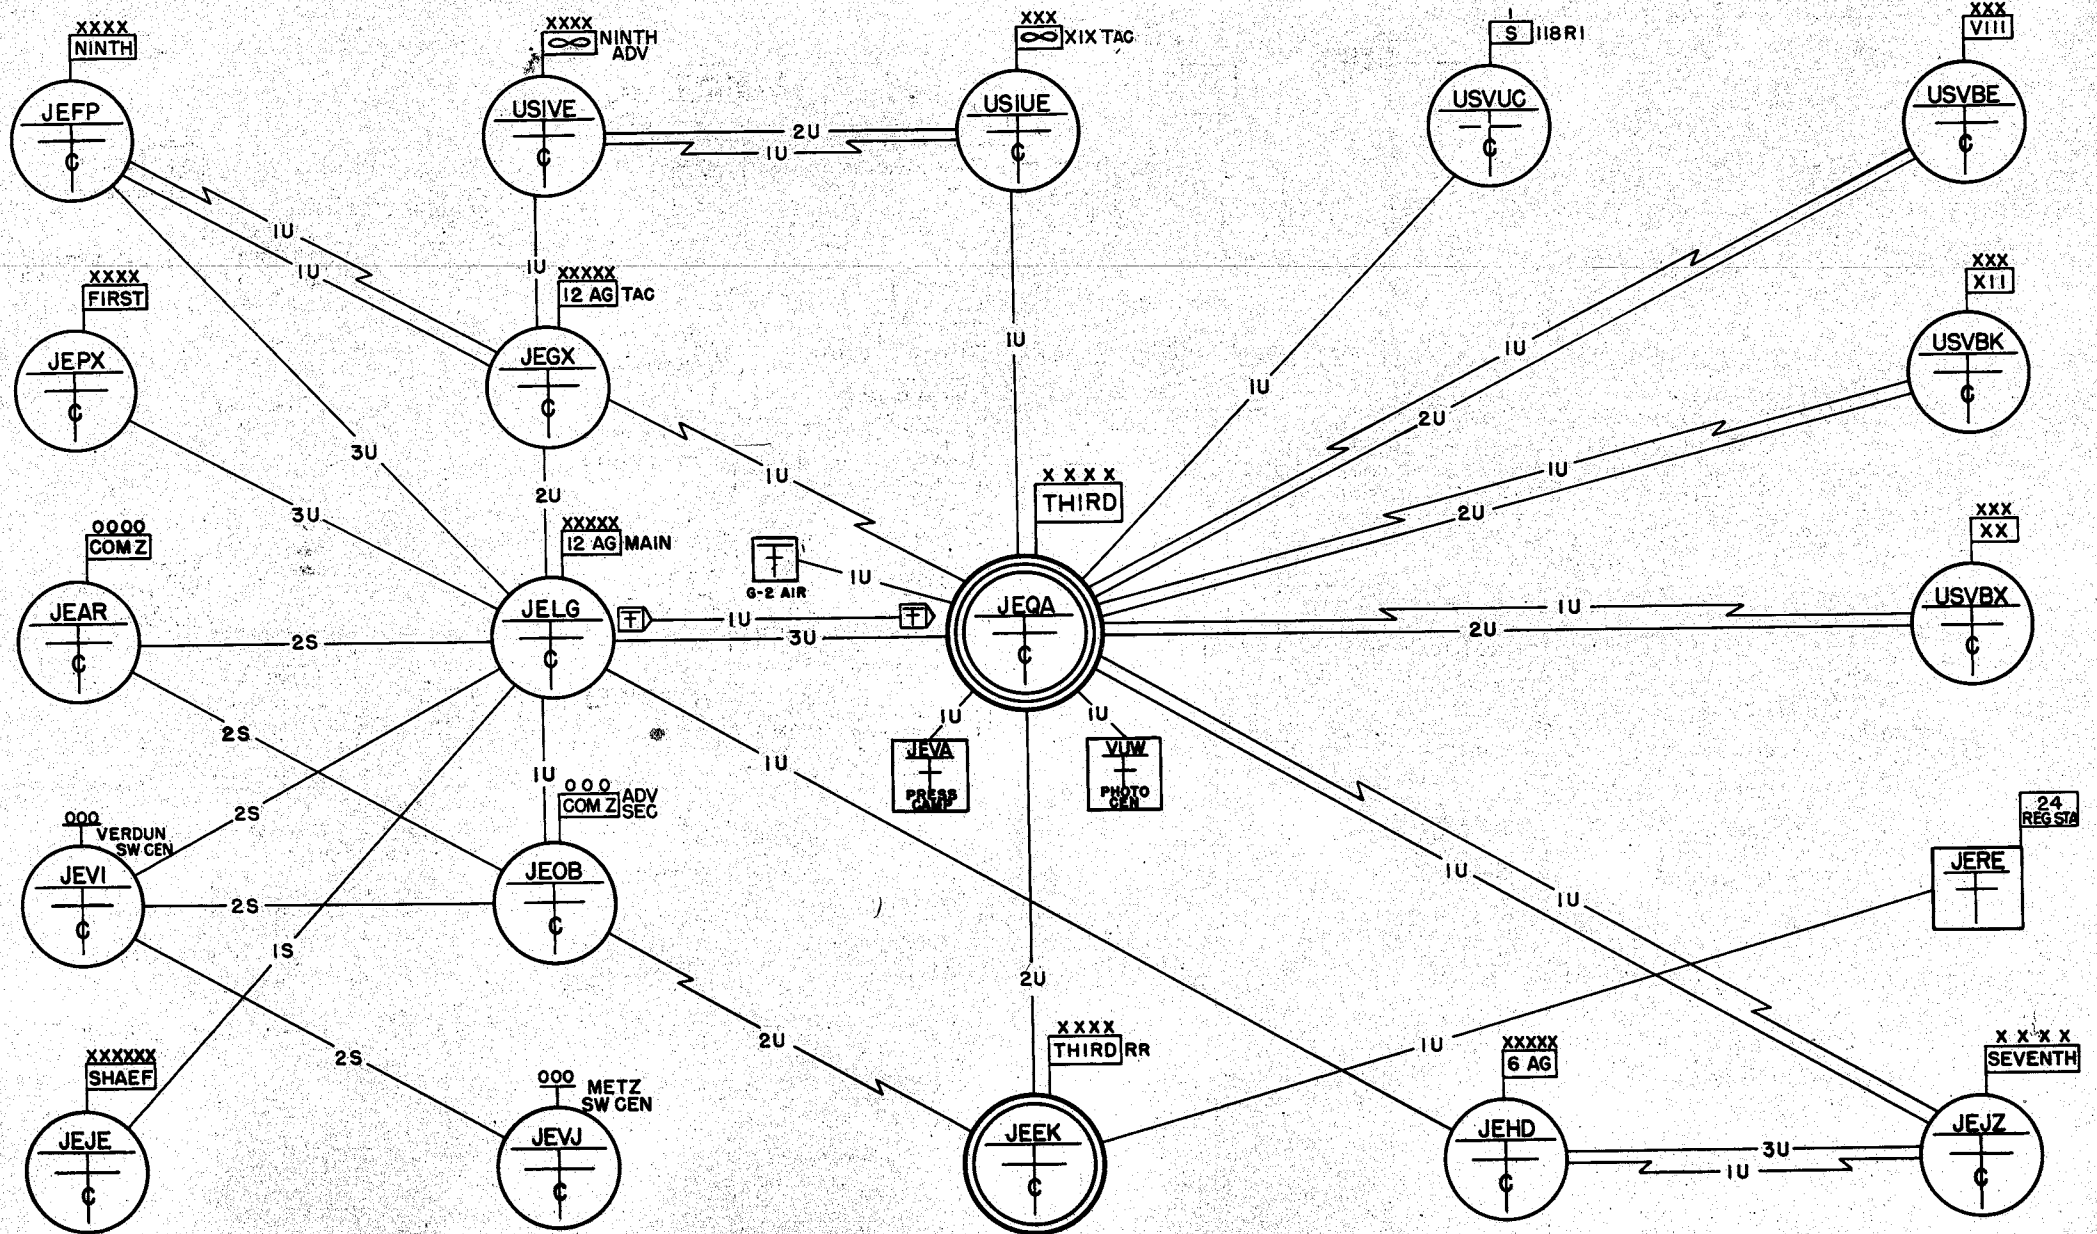 XXXX
NINTH
JEFP
C
XXXX
NINTH
ADV
USIVE
C
XXX
XIX TAC
USIUE
C
I
S
118 RI
USVUC
C
XXX
VIII
USVBE
C
2U
1U
1U
1U
1U
1U
1U
1U
1U
2U
3U
XXXX
FIRST
JEPX
C
XXXXX
12 AG
TAC
JEGX
C
XXX
XII
USVBK
C
1U
2U
1U
2U
3U
0000
COM Z
JEAR
C
XXXXX
12 AG
MAIN
JELG
C
T
G-2 AIR
1U
X X X X
THIRD
JEQA
C
XXX
XX
USVBX
C
2S
T
1U
T
3U
1U
2U
2S
2S
1U
1U
1U
1U
JEVA
PRESS
CAMP
VUW
PHOTO
CEN
000
VERDUN
SW CEN
JEVI
C
000
COM Z
ADV
SEC
JEOB
C
24
REG STA
JERE
2S
1S
2S
2U
2U
1U
1U
1U
XXXXXX
SHAEF
JEJE
C
000
METZ
SW CEN
JEVJ
C
XXXX
THIRD
RR
JEEK
C
XXXXX
6 AG
JEHD
C
X X X X
SEVENTH
JEJZ
C
3U
1U